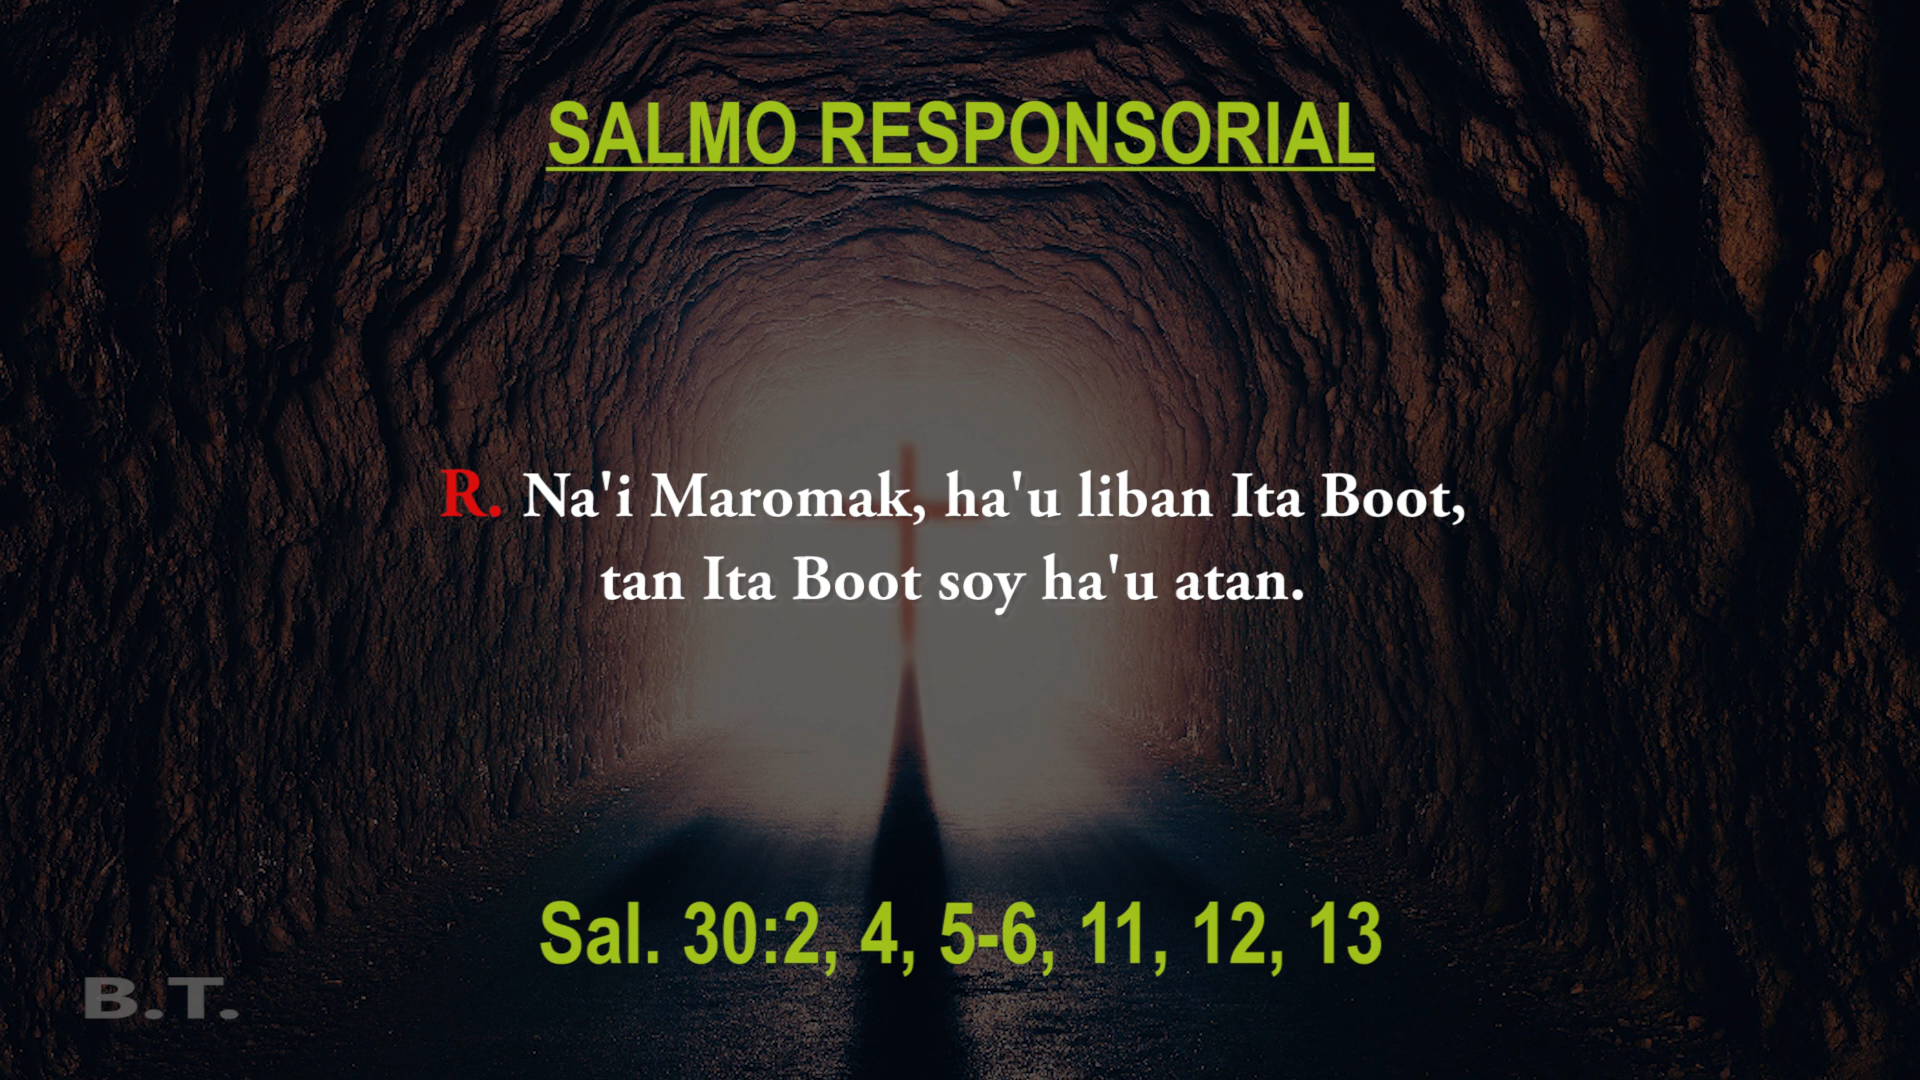 SALMO RESPONSORIAL
R. Na'i Maromak, ha'u liban Ita Boot,
tan Ita Boot soy ha'u atan.
Sal. 30:2, 4, 5-6, 11, 12, 13
B.T.